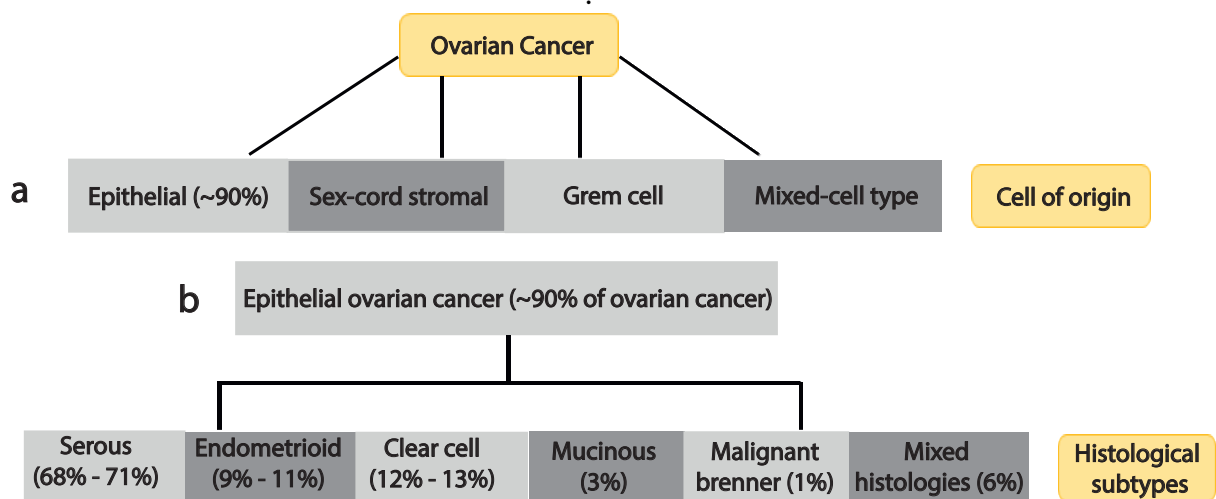 Ovarian Cancer
a
Epithelial (~90%)
Sex-cord stromal
Grem cell
Mixed-cell type
Cell of origin
b
Epithelial ovarian cancer (~90% of ovarian cancer)
Serous
(68% - 71%)
Endometrioid
(9% - 11%)
Clear cell
(12% - 13%)
Mucinous
(3%)
Malignant
brenner (1%)
Mixed
histologies (6%)
Histological
subtypes